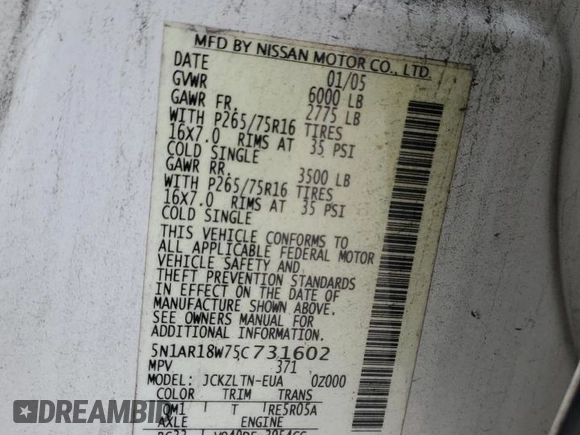 MFD BY NISSAN MOTOR CO., LTD.
DATE 01/05
GVWR 6000 LB
GAWR FR. 2775 LB
WITH P265/75R16 TIRES
16X7.0 RIMS AT 35 PSI
COLD SINGLE
GAWR RR. 3500 LB
WITH P265/75R16 TIRES
16X7.0 RIMS AT 35 PSI
COLD SINGLE
THIS VEHICLE CONFORMS TO
ALL APPLICABLE FEDERAL MOTOR
VEHICLE SAFETY AND
THEFT PREVENTION STANDARDS
IN EFFECT ON THE DATE OF
MANUFACTURE SHOWN ABOVE.
SEE OWNERS MANUAL FOR
ADDITIONAL INFORMATION
5N1AR18W75C731602
MPV 371
MODEL: JCKZLTN-EUA 0Z000
COLOR TRIM TRANS
QM1 T RE5R05A
AXLE ENGINE
AUTOHELPERBOT.COM